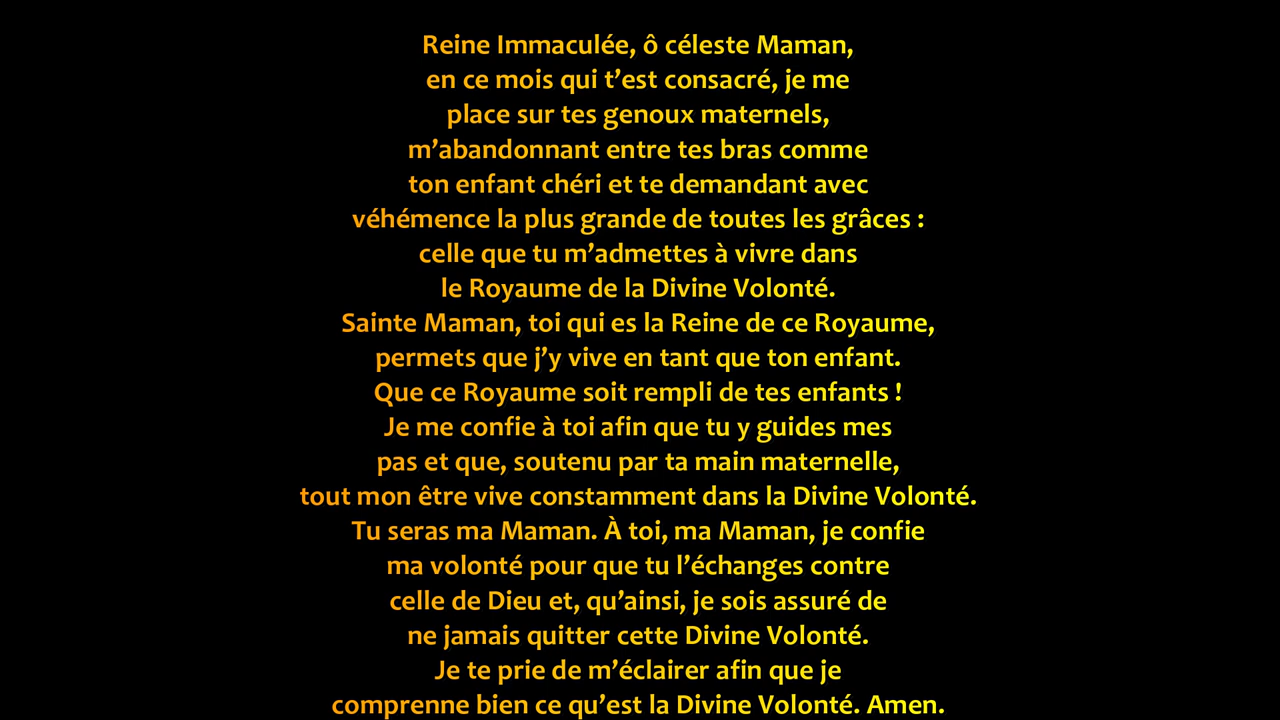 Reine Immaculée, ô céleste Maman,
en ce mois qui t’est consacré, je me
place sur tes genoux maternels,
m’abandonnant entre tes bras comme
ton enfant chéri et te demandant avec
véhémence la plus grande de toutes les grâces :
celle que tu m’admettes à vivre dans
le Royaume de la Divine Volonté.
Sainte Maman, toi qui es la Reine de ce Royaume,
permets que j’y vive en tant que ton enfant.
Que ce Royaume soit rempli de tes enfants !
Je me confie à toi afin que tu y guides mes
pas et que, soutenu par ta main maternelle,
tout mon être vive constamment dans la Divine Volonté.
Tu seras ma Maman. À toi, ma Maman, je confie
ma volonté pour que tu l’échanges contre
celle de Dieu et, qu’ainsi, je sois assuré de
ne jamais quitter cette Divine Volonté.
Je te prie de m’éclairer afin que je
comprenne bien ce qu’est la Divine Volonté. Amen.